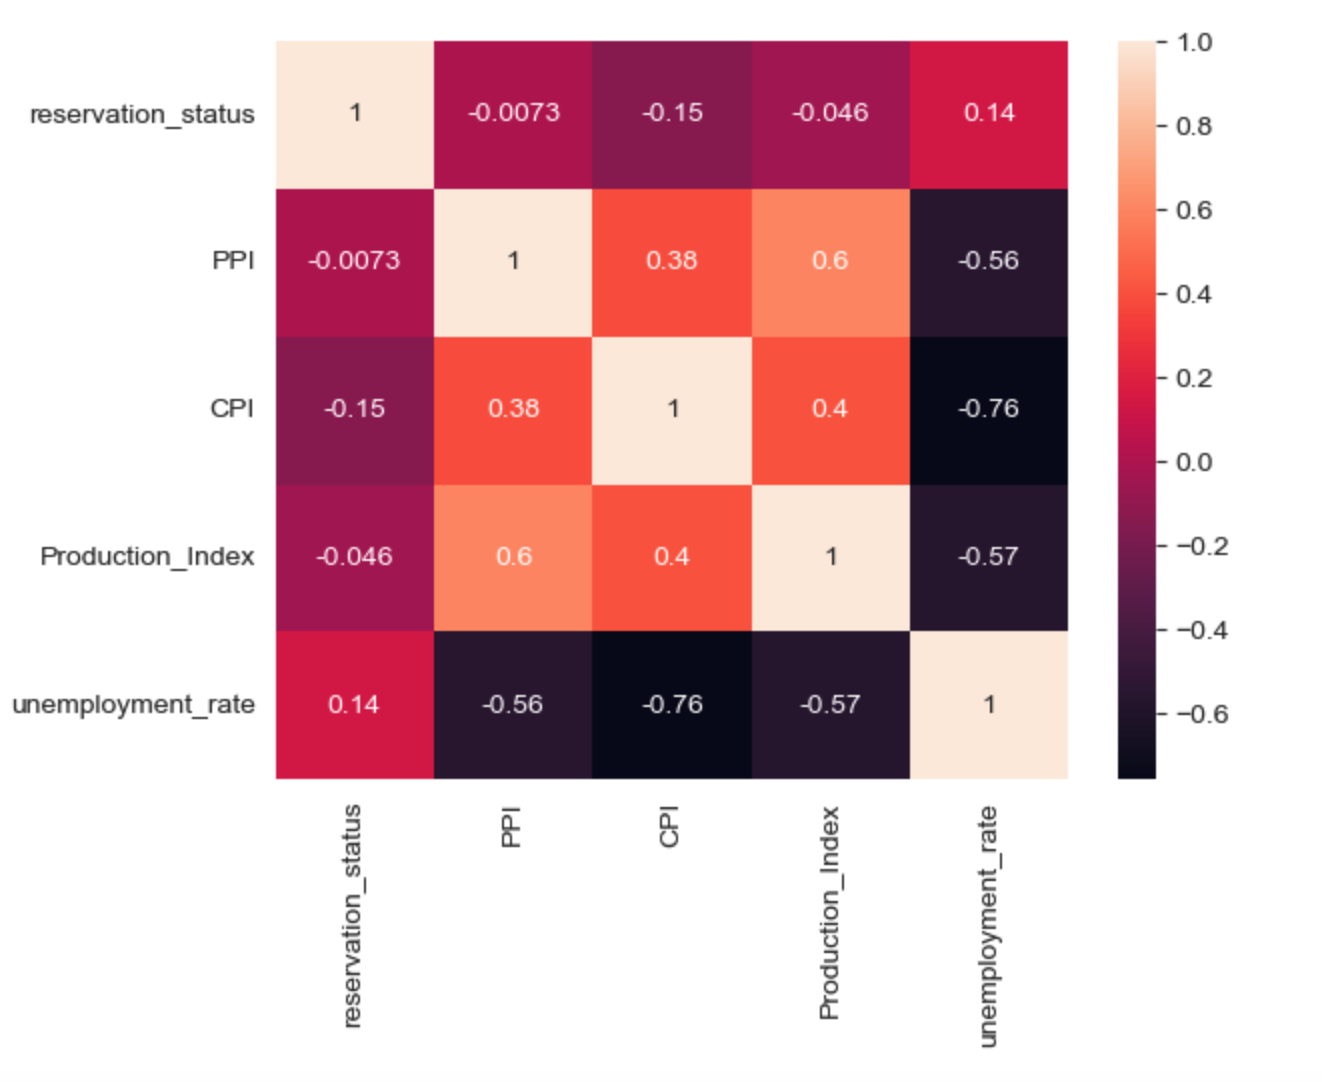 reservation_status 1 -0.0073 -0.15 -0.046 0.14
PPI -0.0073 1 0.38 0.6 -0.56
CPI -0.15 0.38 1 0.4 -0.76
Production_Index -0.046 0.6 0.4 1 -0.57
unemployment_rate 0.14 -0.56 -0.76 -0.57 1
reservation_status
PPI
CPI
Production_Index
unemployment_rate
1.0
0.8
0.6
0.4
0.2
0.0
−0.2
−0.4
−0.6